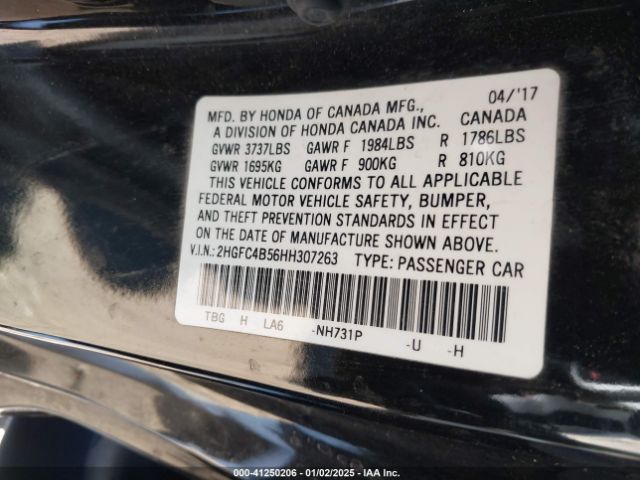 04/'17
MFD. BY HONDA OF CANADA MFG., CANADA
A DIVISION OF HONDA CANADA INC.
GVWR 3737LBS GAWR F 1984LBS R 1786LBS
GVWR 1695KG GAWR F 900KG R 810KG
THIS VEHICLE CONFORMS TO ALL APPLICABLE
FEDERAL MOTOR VEHICLE SAFETY, BUMPER,
AND THEFT PREVENTION STANDARDS IN EFFECT
ON THE DATE OF MANUFACTURE SHOWN ABOVE.
V.I.N.:2HGFC4B56HH307263 TYPE: PASSENGER CAR
TBG H LA6 -NH731P -U -H
000-41250206 - 01/02/2025 - IAA Inc.